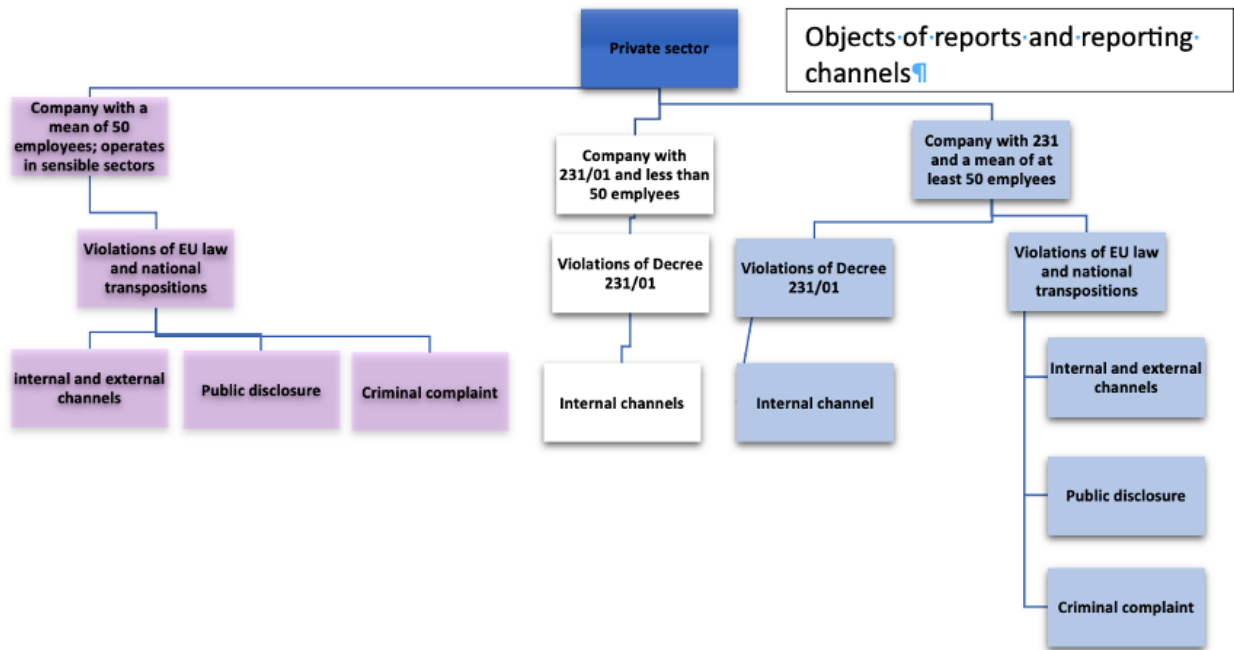 Private sector
Objects·of·reports·and·reporting·
channels¶
Company with a
mean of 50
employees; operates
in sensible sectors
Company with
231/01 and less than
50 emplyees
Company with 231
and a mean of at
least 50 emplyees
Violations of EU law
and national
transpositions
Violations of Decree
231/01
Violations of Decree
231/01
Violations of EU law
and national
transpositions
internal and external
channels
Public disclosure
Criminal complaint
Internal channels
Internal channel
Internal and external
channels
Public disclosure
Criminal complaint